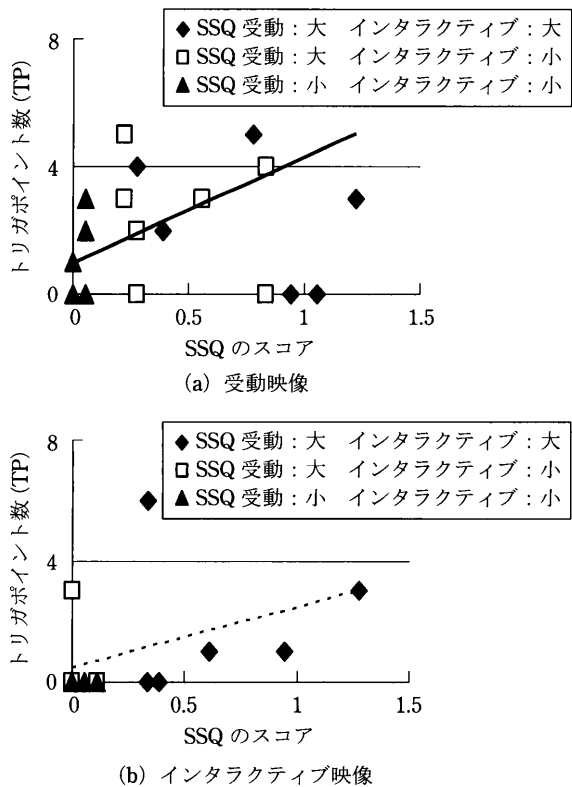 ◆ SSQ 受動：大 インタラクティブ：大
□ SSQ 受動：大 インタラクティブ：小
▲ SSQ 受動：小 インタラクティブ：小
トリガポイント数 (TP)
8
4
0
0
0.5
1
1.5
SSQ のスコア
(a) 受動映像
◆ SSQ 受動：大 インタラクティブ：大
□ SSQ 受動：大 インタラクティブ：小
▲ SSQ 受動：小 インタラクティブ：小
トリガポイント数 (TP)
8
4
0
0
0.5
1
1.5
SSQ のスコア
(b) インタラクティブ映像